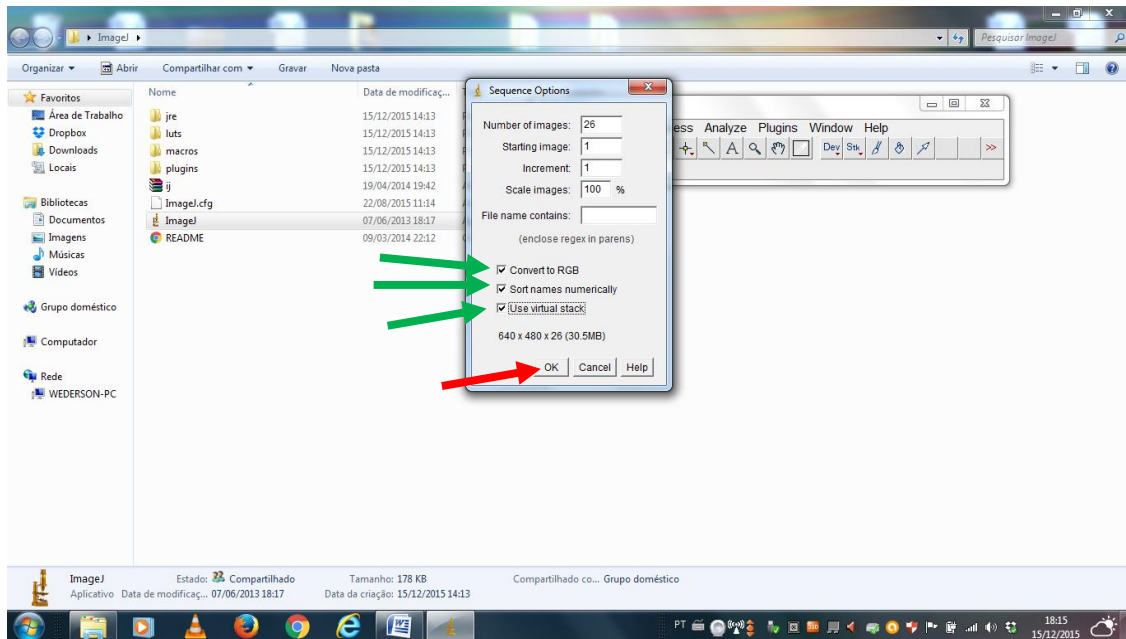 ImageJ
Pesquisar ImageJ
Organizar
Abrir
Compartilhar com
Gravar
Nova pasta
Favoritos
Área de Trabalho
Dropbox
Downloads
Locais
Bibliotecas
Documentos
Imagens
Músicas
Vídeos
Grupo doméstico
Computador
Rede
WEDERSON-PC
Nome Data de modificaç...
jre 15/12/2015 14:13
luts 15/12/2015 14:13
macros 15/12/2015 14:13
plugins 15/12/2015 14:13
ij 19/04/2014 19:42
ImageJ.cfg 22/08/2015 11:14
ImageJ 07/06/2013 18:17
README 09/03/2014 22:12
Sequence Options
Number of images: 26
Starting image: 1
Increment: 1
Scale images: 100 %
File name contains:
(enclose regex in parens)
Convert to RGB
Sort names numerically
Use virtual stack
640 x 480 x 26 (30.5MB)
OK Cancel Help
ess Analyze Plugins Window Help
A Dev Stk >>
ImageJ Estado: Compartilhado Tamanho: 178 KB Compartilhado co... Grupo doméstico
Aplicativo Data de modificaç... 07/06/2013 18:17 Data da criação: 15/12/2015 14:13
PT
18:15
15/12/2015